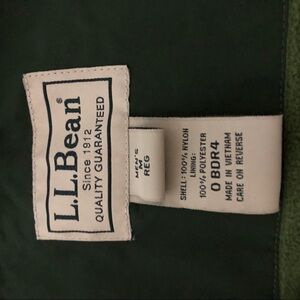 L.L.Bean®
Since 1912
QUALITY GUARANTEED
MEN'S
M
REG
SHELL: 100% NYLON
LINING:
100% POLYESTER
0 BDR4
MADE IN VIETNAM
CARE ON REVERSE